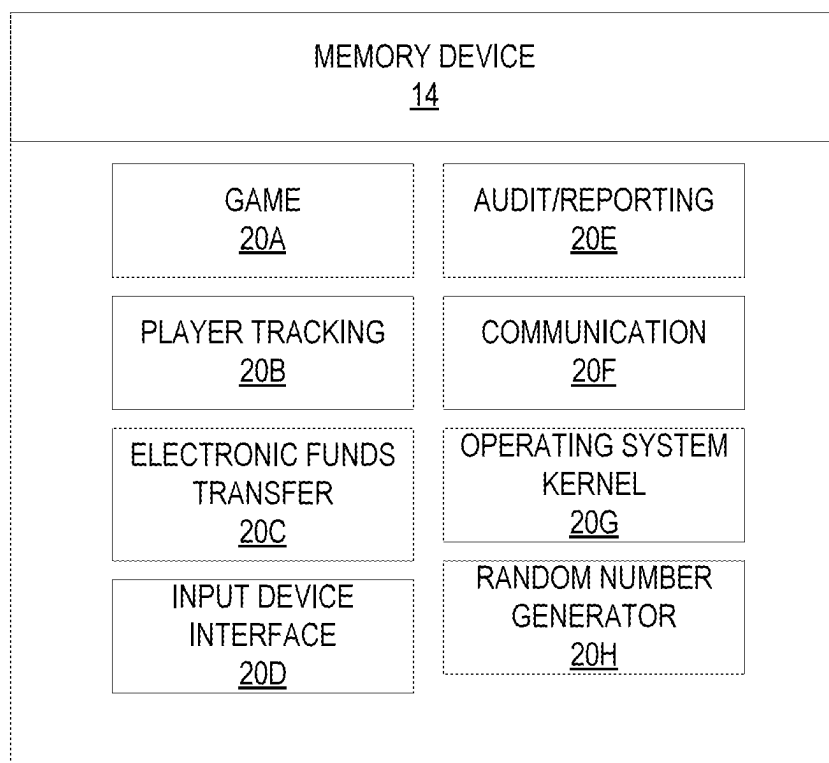 MEMORY DEVICE
14
GAME
20A
PLAYER TRACKING
20B
ELECTRONIC FUNDS
TRANSFER
20C
INPUT DEVICE
INTERFACE
20D
AUDIT/REPORTING
20E
COMMUNICATION
20F
OPERATING SYSTEM
KERNEL
20G
RANDOM NUMBER
GENERATOR
20H